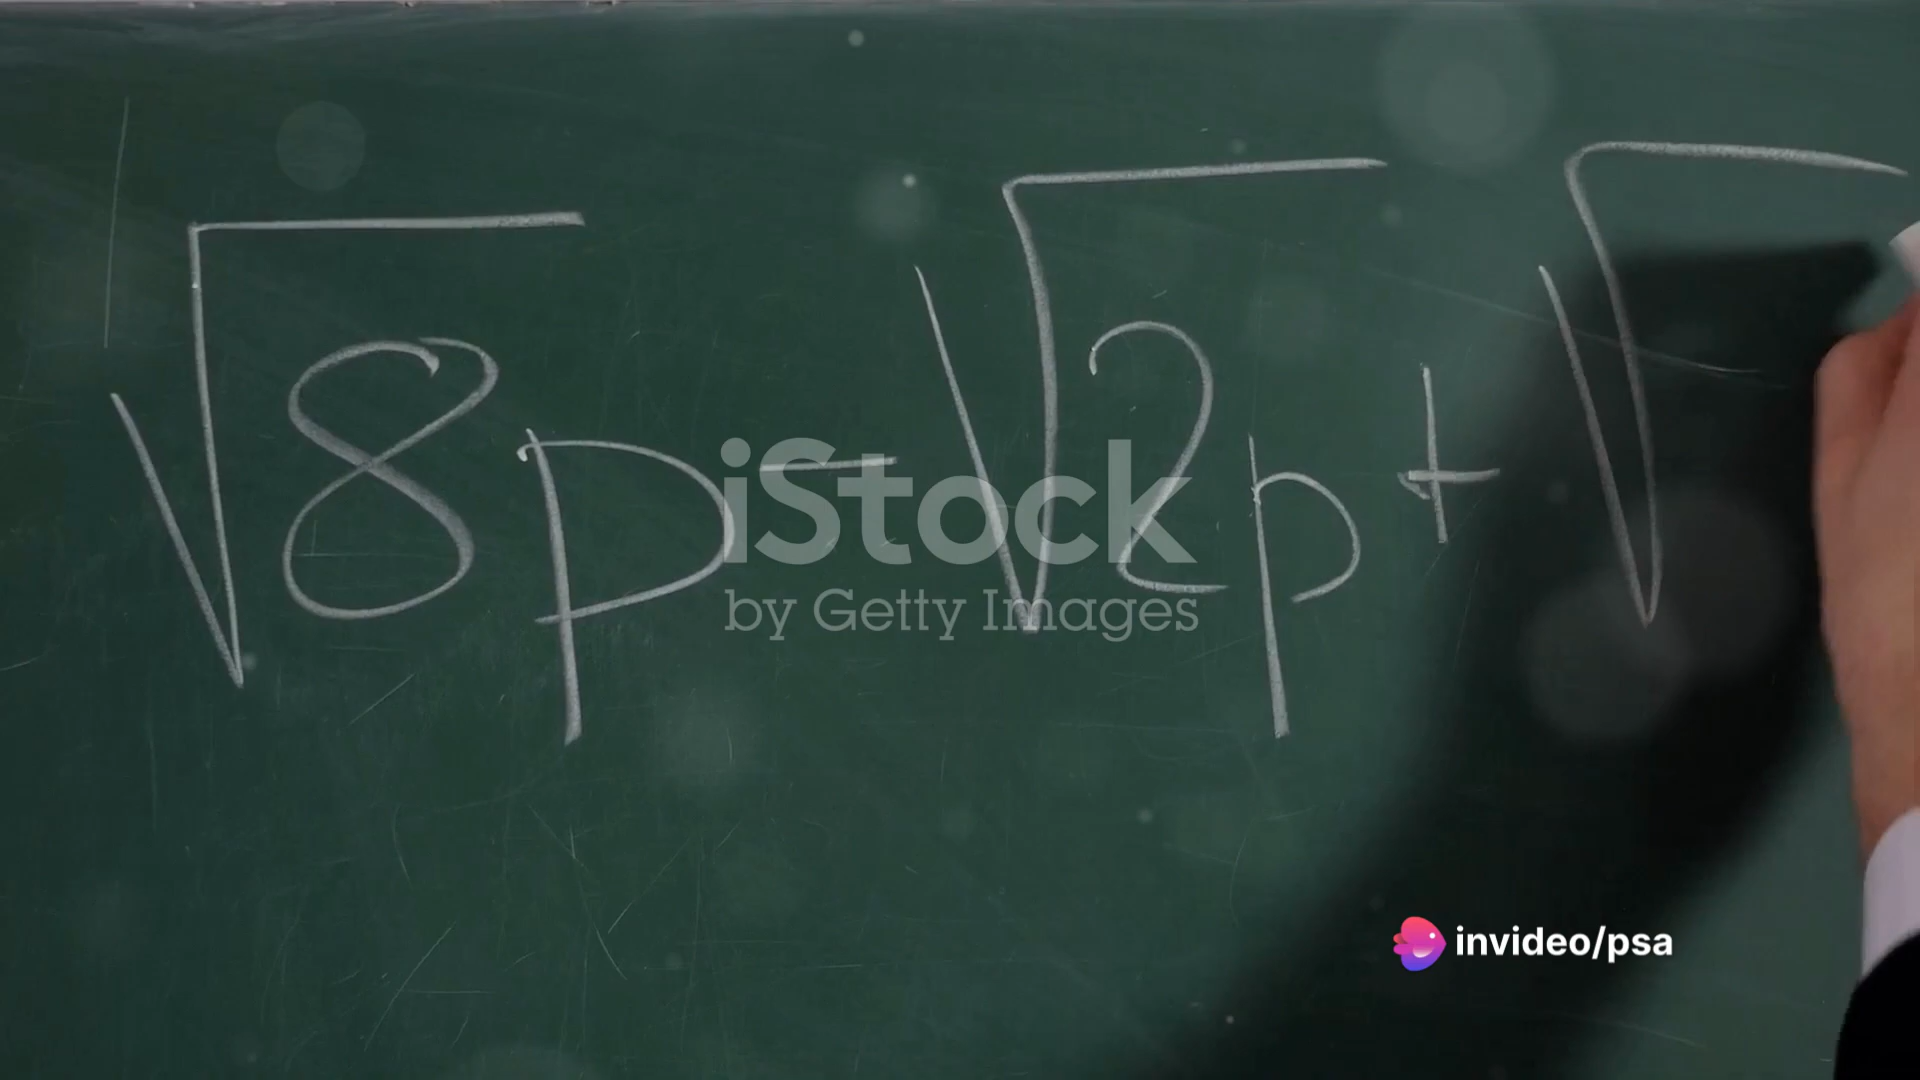 √8p - √2p + √
iStock
by Getty Images
invideo/psa